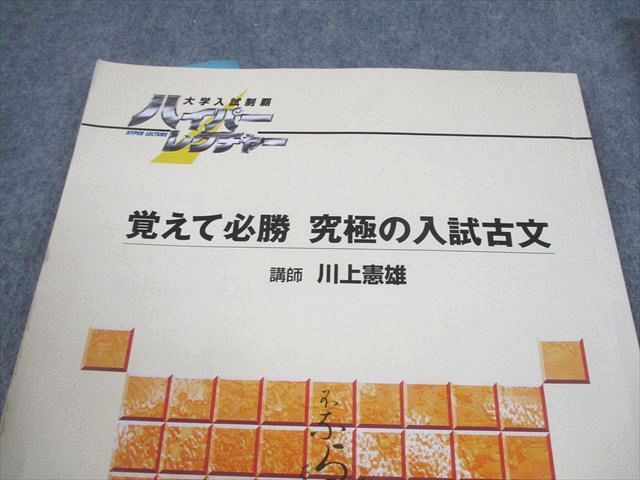 大学入試制覇
ハイパー
HYPER LECTURE
レクチャー
覚えて必勝 究極の入試古文
講師 川上憲雄